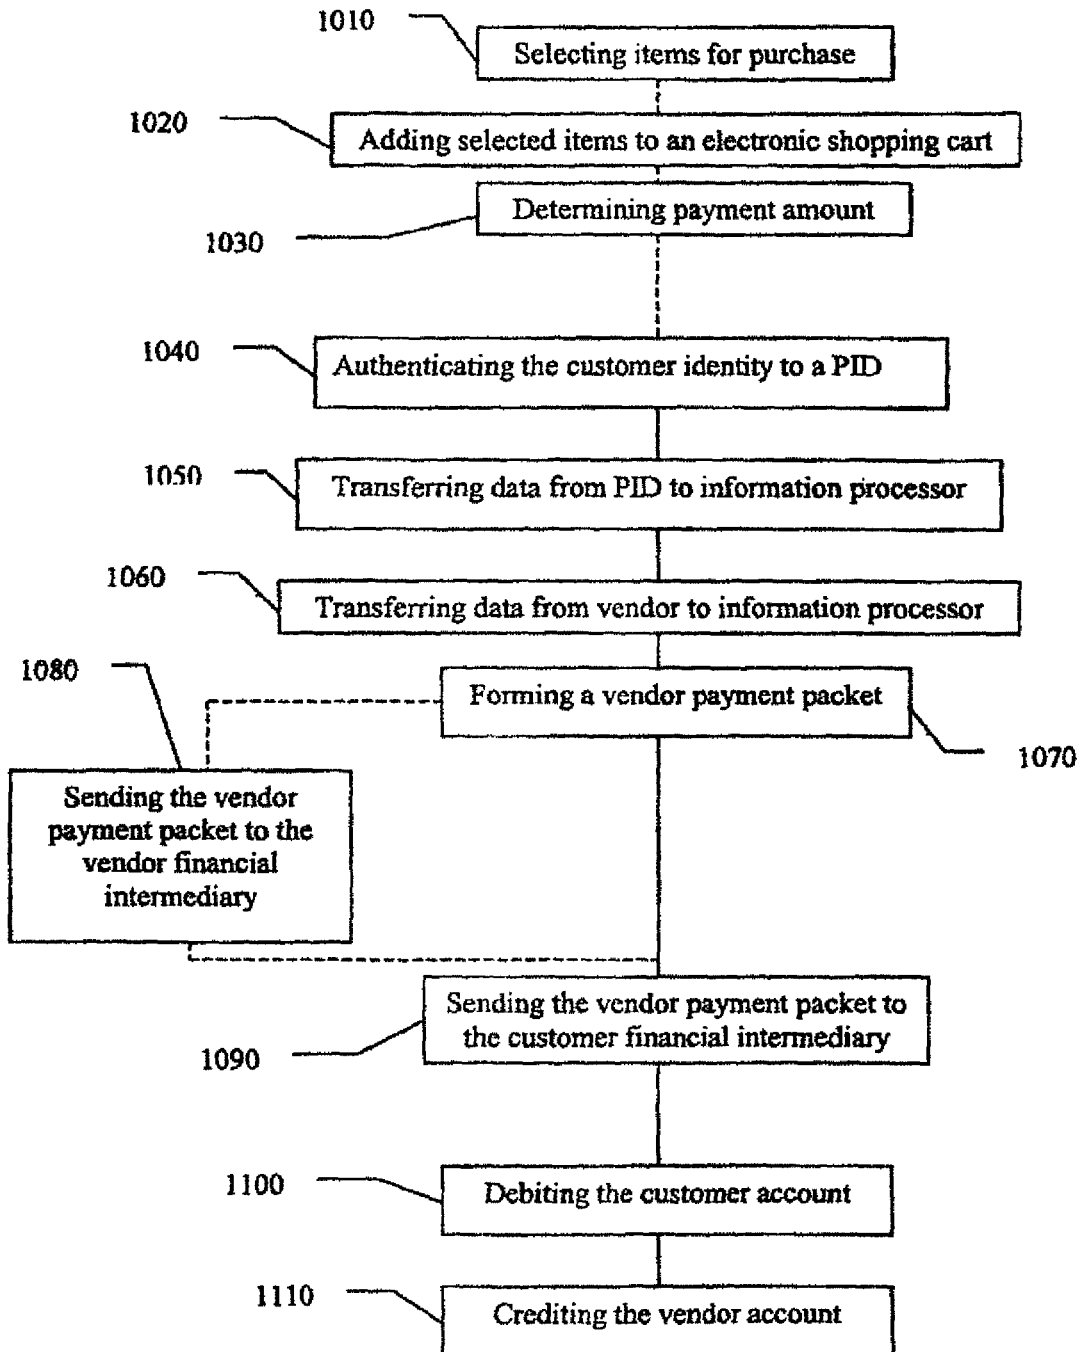 1010
Selecting items for purchase
1020
Adding selected items to an electronic shopping cart
Determining payment amount
1030
1040
Authenticating the customer identity to a PID
1050
Transferring data from PID to information processor
1060
Transferring data from vendor to information processor
1080
Forming a vendor payment packet
1070
Sending the vendor
payment packet to the
vendor financial
intermediary
Sending the vendor payment packet to
the customer financial intermediary
1090
1100
Debiting the customer account
1110
Crediting the vendor account